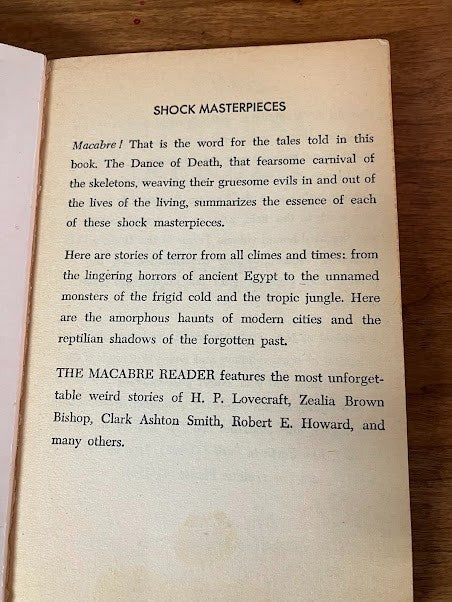 SHOCK MASTERPIECES
Macabre! That is the word for the tales told in this
book. The Dance of Death, that fearsome carnival of
the skeletons, weaving their gruesome evils in and out of
the lives of the living, summarizes the essence of each
of these shock masterpieces.
Here are stories of terror from all climes and times: from
the lingering horrors of ancient Egypt to the unnamed
monsters of the frigid cold and the tropic jungle. Here
are the amorphous haunts of modern cities and the
reptilian shadows of the forgotten past.
THE MACABRE READER features the most unforget-
table weird stories of H. P. Lovecraft, Zealia Brown
Bishop, Clark Ashton Smith, Robert E. Howard, and
many others.